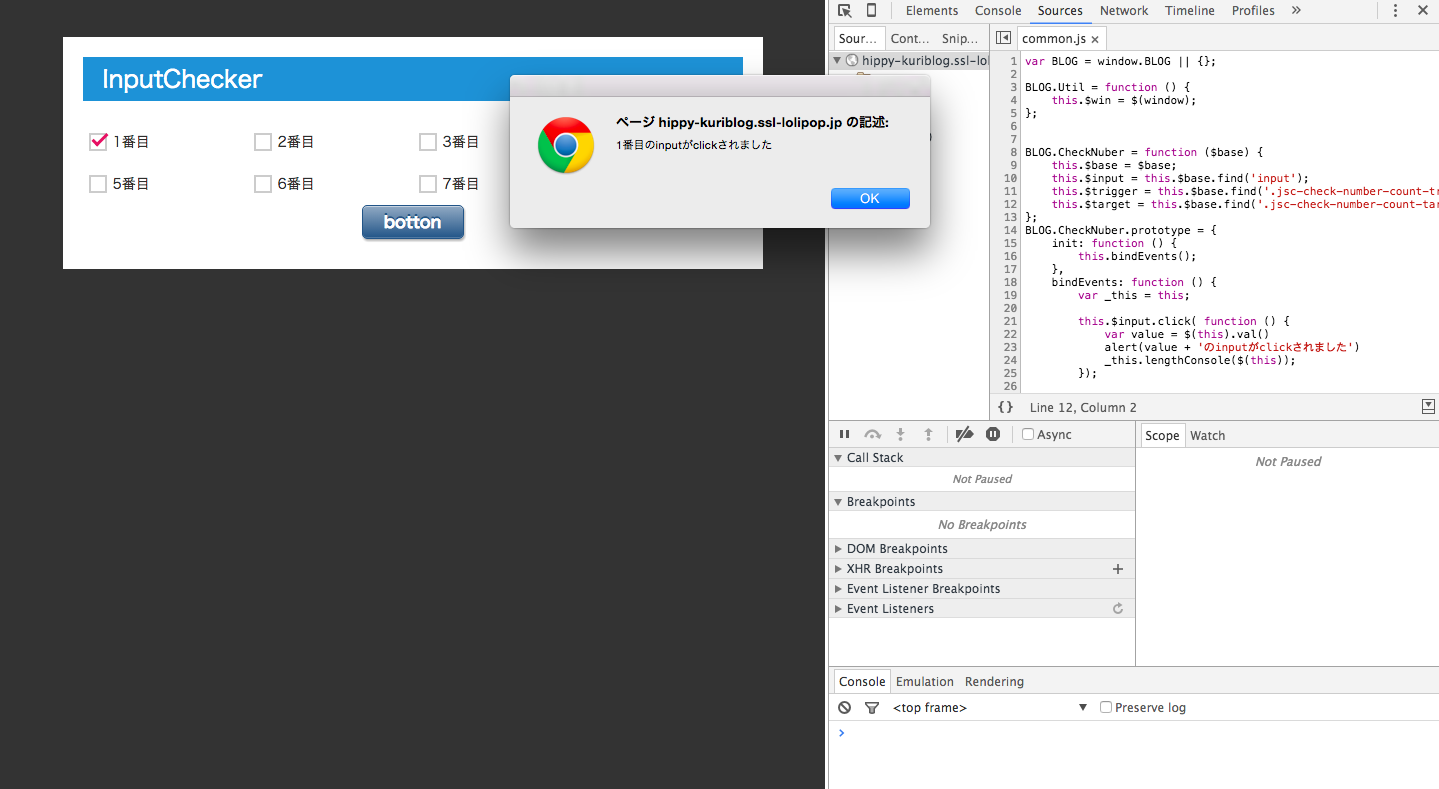 InputChecker
1番目
2番目
3番目
5番目
6番目
7番目
botton
ページ hippy-kuriblog.ssl-lolipop.jp の記述:
1番目のinputがclickされました
OK
Elements Console Sources Network Timeline Profiles »
Sour... Cont... Snip...
hippy-kuriblog.ssl-lol
common.js ×
1 var BLOG = window.BLOG || {};
2
3 BLOG.Util = function () {
4     this.$win = $(window);
5 };
6
7
8 BLOG.CheckNuber = function ($base) {
9     this.$base = $base;
10     this.$input = this.$base.find('input');
11     this.$trigger = this.$base.find('.jsc-check-number-count-tr
12     this.$target = this.$base.find('.jsc-check-number-count-tar
13 };
14 BLOG.CheckNuber.prototype = {
15     init: function () {
16         this.bindEvents();
17     },
18     bindEvents: function () {
19         var _this = this;
20
21         this.$input.click( function () {
22             var value = $(this).val()
23             alert(value + 'のinputがclickされました')
24             _this.lengthConsole($(this));
25         });
26
{} Line 12, Column 2
Async
Call Stack
Not Paused
Breakpoints
No Breakpoints
DOM Breakpoints
XHR Breakpoints +
Event Listener Breakpoints
Event Listeners
Scope Watch
Not Paused
Console Emulation Rendering
<top frame> ▼ Preserve log
>